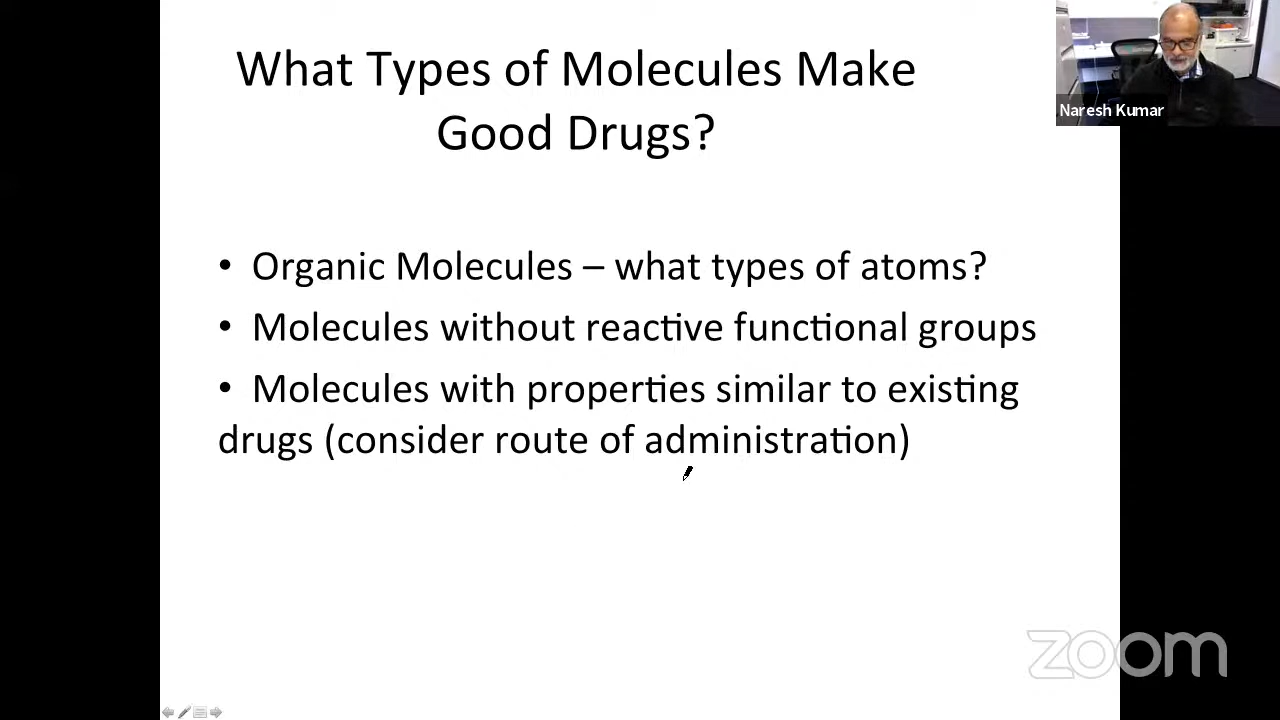 What Types of Molecules Make
Good Drugs?
Naresh Kumar
• Organic Molecules – what types of atoms?
• Molecules without reactive functional groups
• Molecules with properties similar to existing
drugs (consider route of administration)
zoom